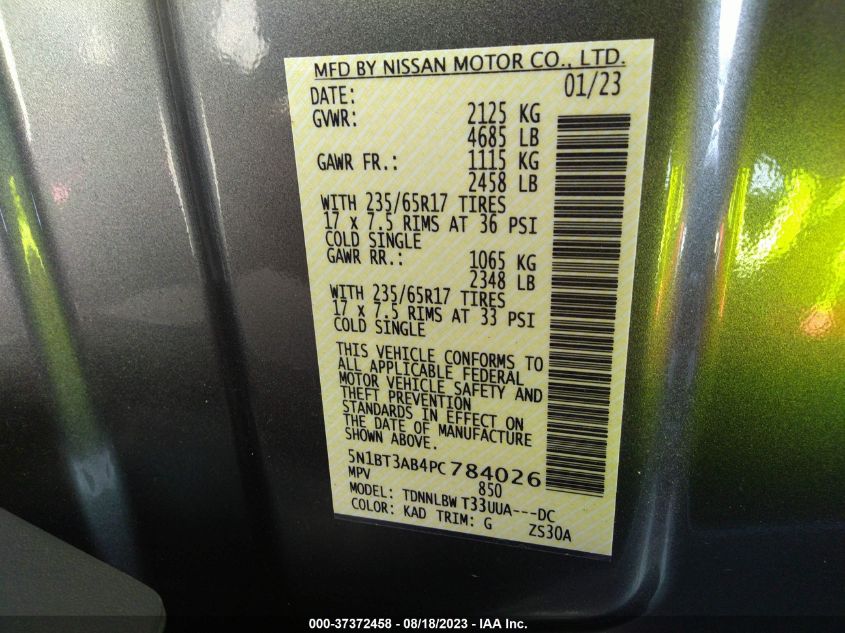 MFD BY NISSAN MOTOR CO., LTD.
DATE: 01/23
GVWR: 2125 KG
4685 LB
GAWR FR.: 1115 KG
2458 LB
WITH 235/65R17 TIRES
17 x 7.5 RIMS AT 36 PSI
COLD SINGLE
GAWR RR.: 1065 KG
2348 LB
WITH 235/65R17 TIRES
17 x 7.5 RIMS AT 33 PSI
COLD SINGLE
THIS VEHICLE CONFORMS TO
ALL APPLICABLE FEDERAL
MOTOR VEHICLE SAFETY AND
THEFT PREVENTION
STANDARDS IN EFFECT ON
THE DATE OF MANUFACTURE
SHOWN ABOVE.
5N1BT3AB4PC784026
MPV 850
MODEL: TDNNLBW T33UUA---DC
COLOR: KAD TRIM: G ZS30A
000-37372458 - 08/18/2023 - IAA Inc.